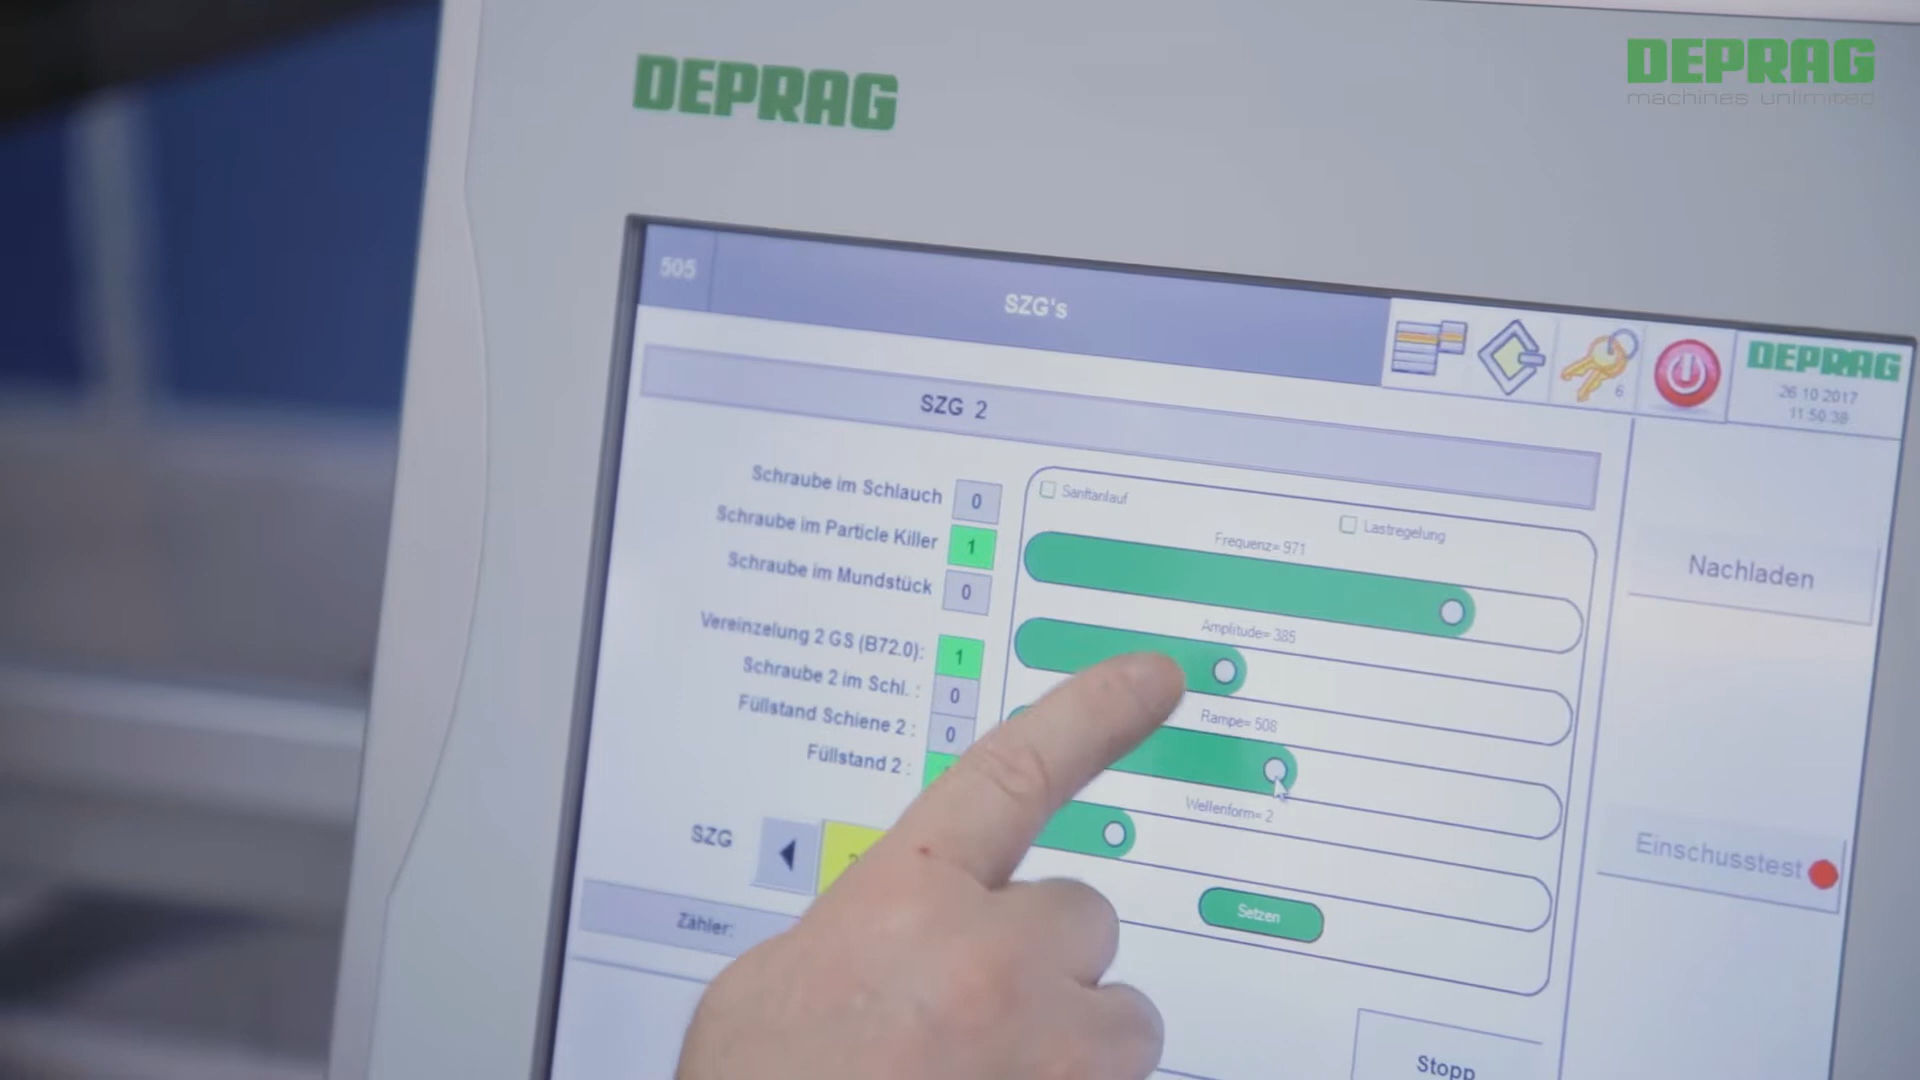 DEPRAG
DEPRAG
machines unlimited
505
SZG's
6
DEPRAG
26 10 2017
11:50:39
SZG 2
Schraube im Schlauch 0
Schraube im Particle Killer 1
Schraube im Mundstück 0
Vereinzelung 2 GS (B72.0): 1
Schraube 2 im Schl. : 0
Füllstand Schiene 2 : 0
Füllstand 2 :
SZG
Zähler:
Sanftanlauf
Lastregelung
Frequenz= 971
Amplitude= 385
Rampe= 508
Wellenform= 2
Setzen
Nachladen
Einschusstest
Stopp